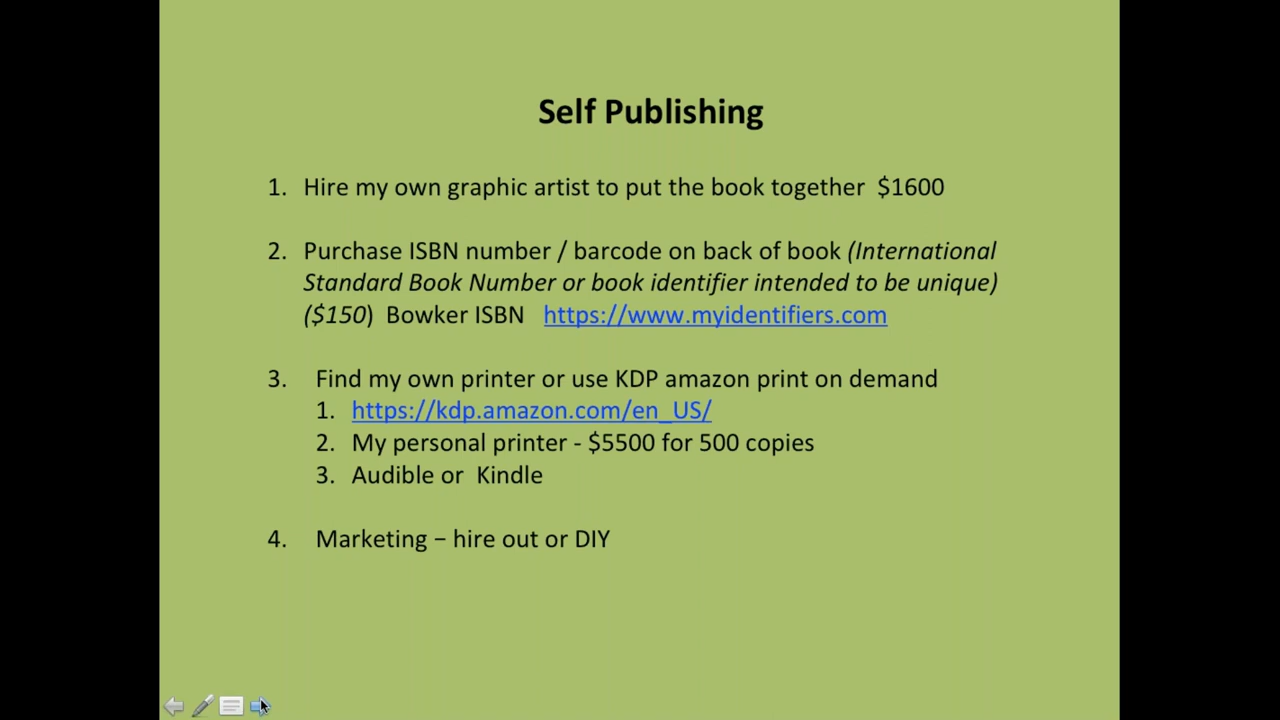 Self Publishing
1. Hire my own graphic artist to put the book together $1600
2. Purchase ISBN number / barcode on back of book (International
Standard Book Number or book identifier intended to be unique)
($150) Bowker ISBN https://www.myidentifiers.com
3. Find my own printer or use KDP amazon print on demand
1. https://kdp.amazon.com/en_US/
2. My personal printer - $5500 for 500 copies
3. Audible or Kindle
4. Marketing – hire out or DIY